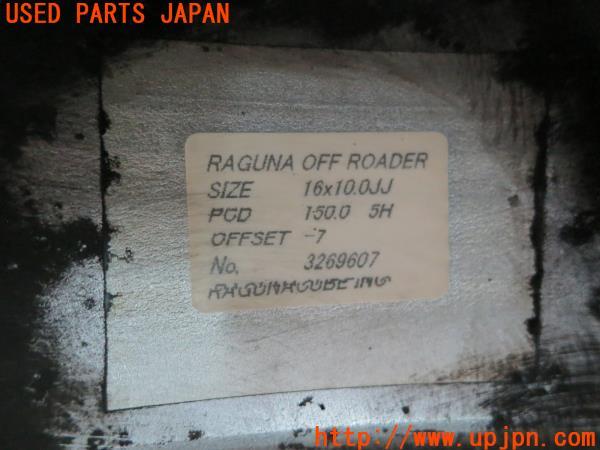 USED PARTS JAPAN
RAGUNA OFF ROADER
SIZE 16x10.0JJ
PCD 150.0 5H
OFFSET -7
No. 3269607
http://www.upjpn.com